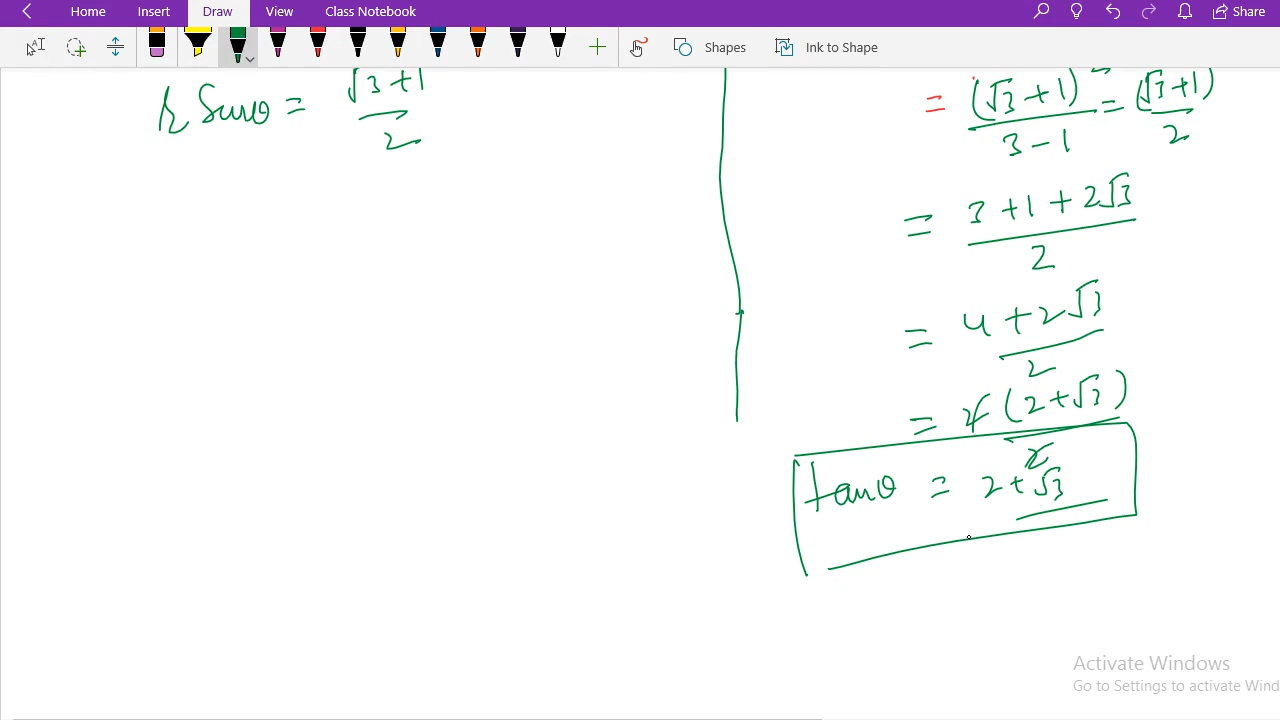 Home Insert Draw View Class Notebook Share
Shapes Ink to Shape
r Sinθ = √3+1 / 2
= (√3+1)² / 3-1 = (√3+1)² / 2
= 3+1+2√3 / 2
= 4+2√3 / 2
= 2(2+√3) / 2
tanθ = 2+√3
Activate Windows
Go to Settings to activate Wind